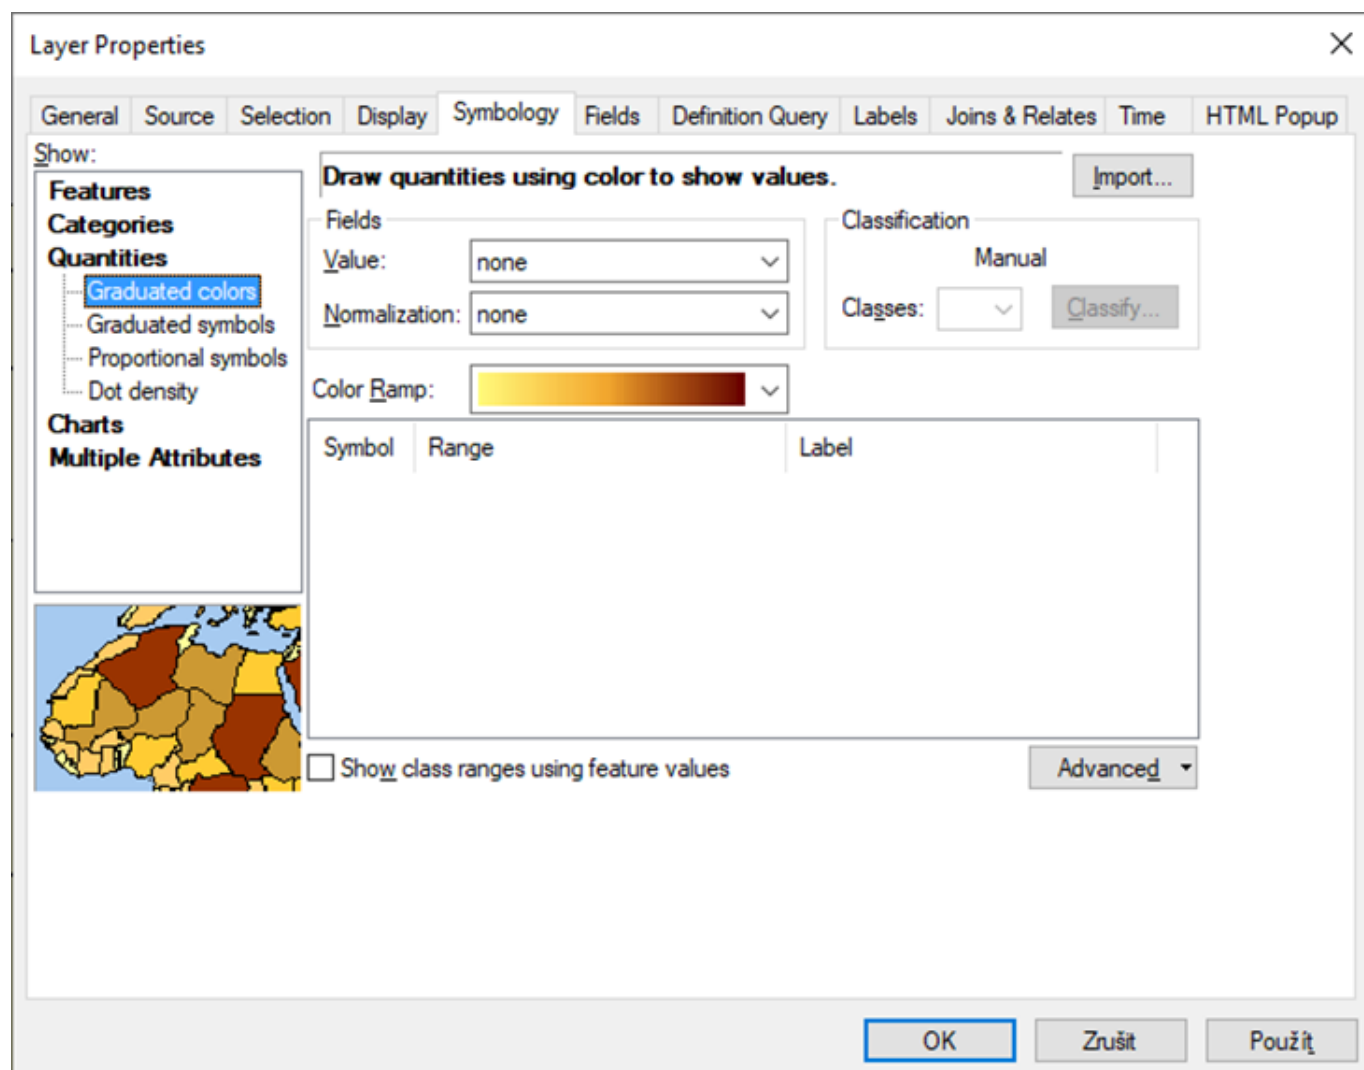 Layer Properties
General Source Selection Display Symbology Fields Definition Query Labels Joins & Relates Time HTML Popup
Show:
Features
Categories
Quantities
Graduated colors
Graduated symbols
Proportional symbols
Dot density
Charts
Multiple Attributes
Draw quantities using color to show values.
Import...
Fields
Value: none
Normalization: none
Classification
Manual
Classes:
Classify...
Color Ramp:
Symbol Range Label
Show class ranges using feature values
Advanced
OK Zrušit Použít